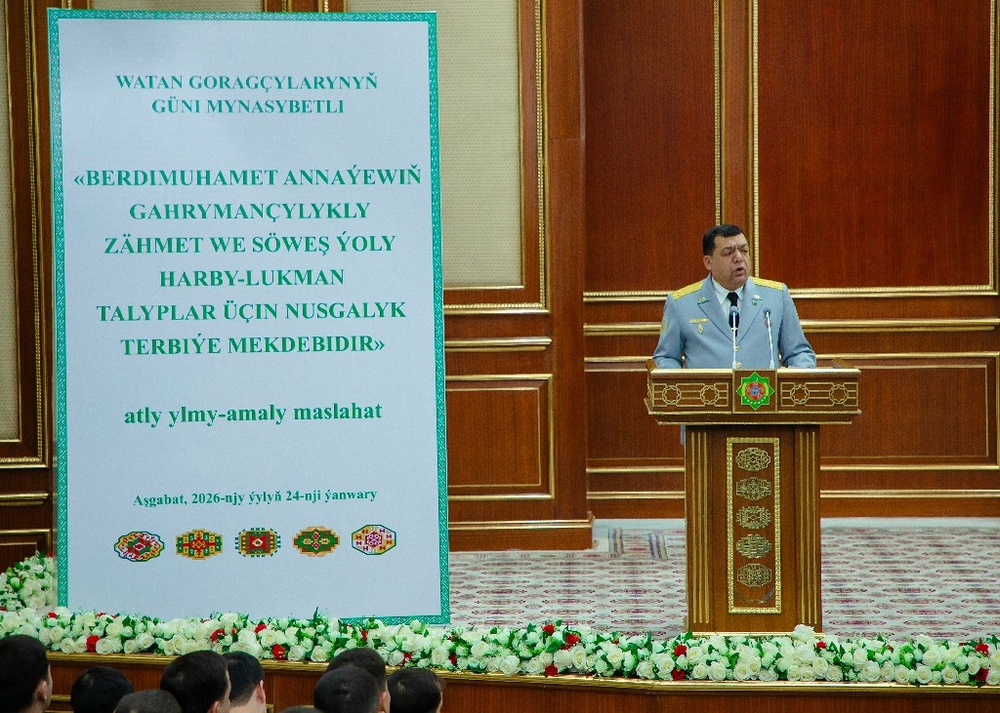 WATAN GORAGÇYLARYNYŇ
GÜNI MYNASYBETLI
«BERDIMUHAMET ANNAÝEWIŇ
GAHRYMANÇYLYKLY
ZÄHMET WE SÖWEŞ ÝOLY
HARBY-LUKMAN
TALYPLAR ÜÇIN NUSGALYK
TERBIÝE MEKDEBIDIR»
atly ylmy-amaly maslahat
Aşgabat, 2026-njy ýylyň 24-nji ýanwary